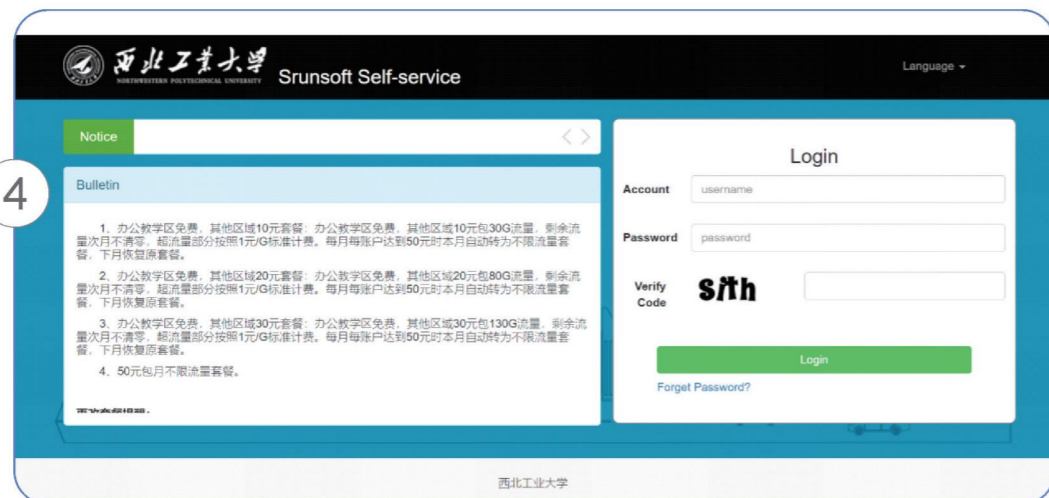 4
西北工业大学
NORTHWESTERN POLYTECHNICAL UNIVERSITY
Srunsoft Self-service
Language
Notice
Bulletin
1、办公教学区免费，其他区域10元套餐：办公教学区免费，其他区域10元包30G流量，剩余流
量次月不清零，超流量部分按照1元/G标准计费。每月每账户达到50元时本月自动转为不限流量套
餐，下月恢复原套餐。
2、办公教学区免费，其他区域20元套餐：办公教学区免费，其他区域20元包80G流量，剩余流
量次月不清零，超流量部分按照1元/G标准计费。每月每账户达到50元时本月自动转为不限流量套
餐，下月恢复原套餐。
3、办公教学区免费，其他区域30元套餐：办公教学区免费，其他区域30元包130G流量，剩余流
量次月不清零，超流量部分按照1元/G标准计费。每月每账户达到50元时本月自动转为不限流量套
餐，下月恢复原套餐。
4、50元包月不限流量套餐。
更改套餐提醒：
Login
Account
username
Password
password
Verify
Code
sith
Login
Forget Password?
西北工业大学